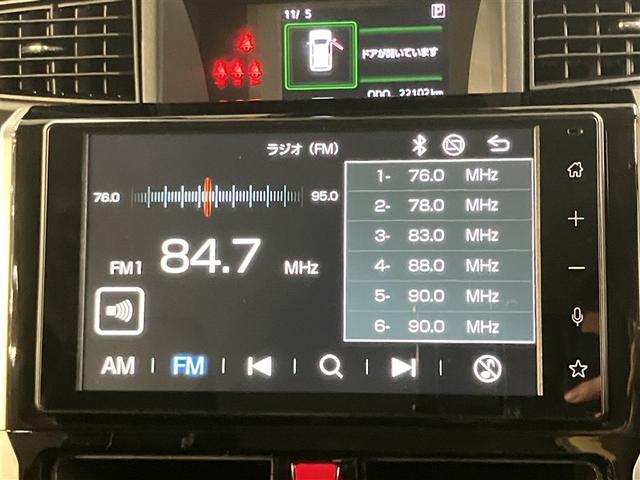 11/ 5
P
ドアが開いています
ODO 22102 km
ラジオ (FM)
76.0
95.0
FM1 84.7 MHz
1- 76.0 MHz
2- 78.0 MHz
3- 83.0 MHz
4- 88.0 MHz
5- 90.0 MHz
6- 90.0 MHz
AM
FM